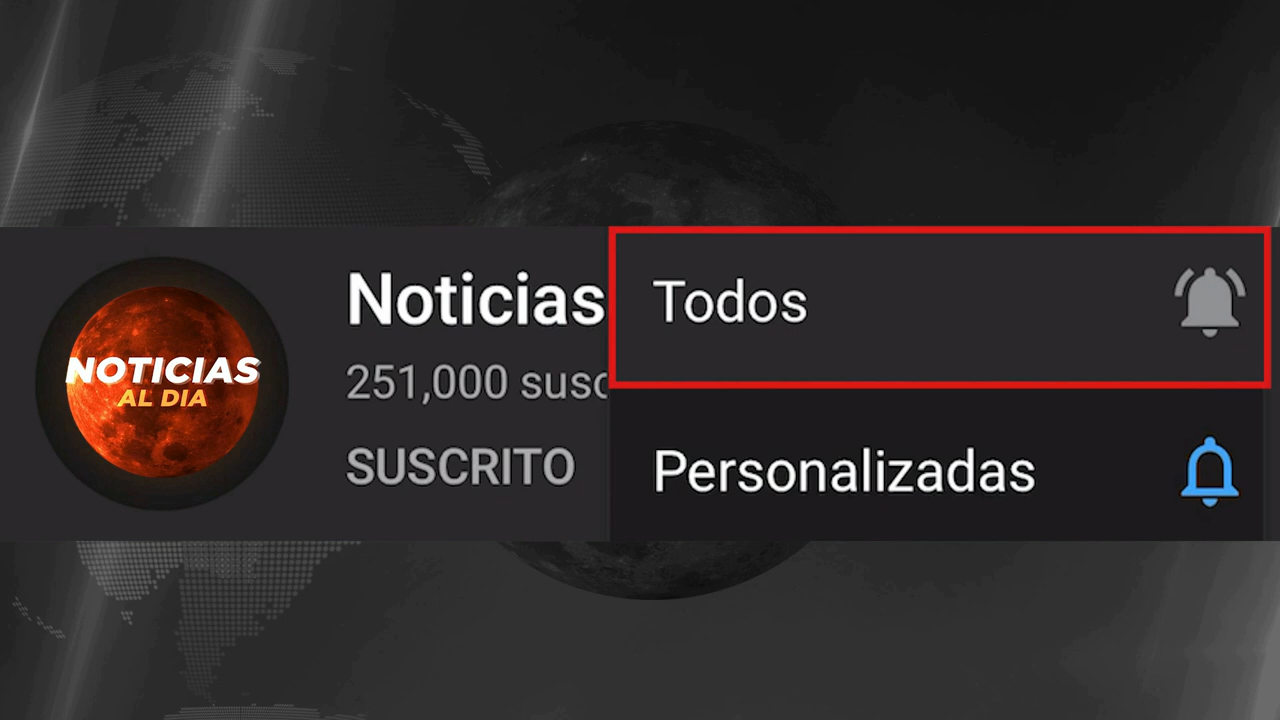 NOTICIAS
AL DIA
Noticias
251,000 susc
SUSCRITO
Todos
Personalizadas